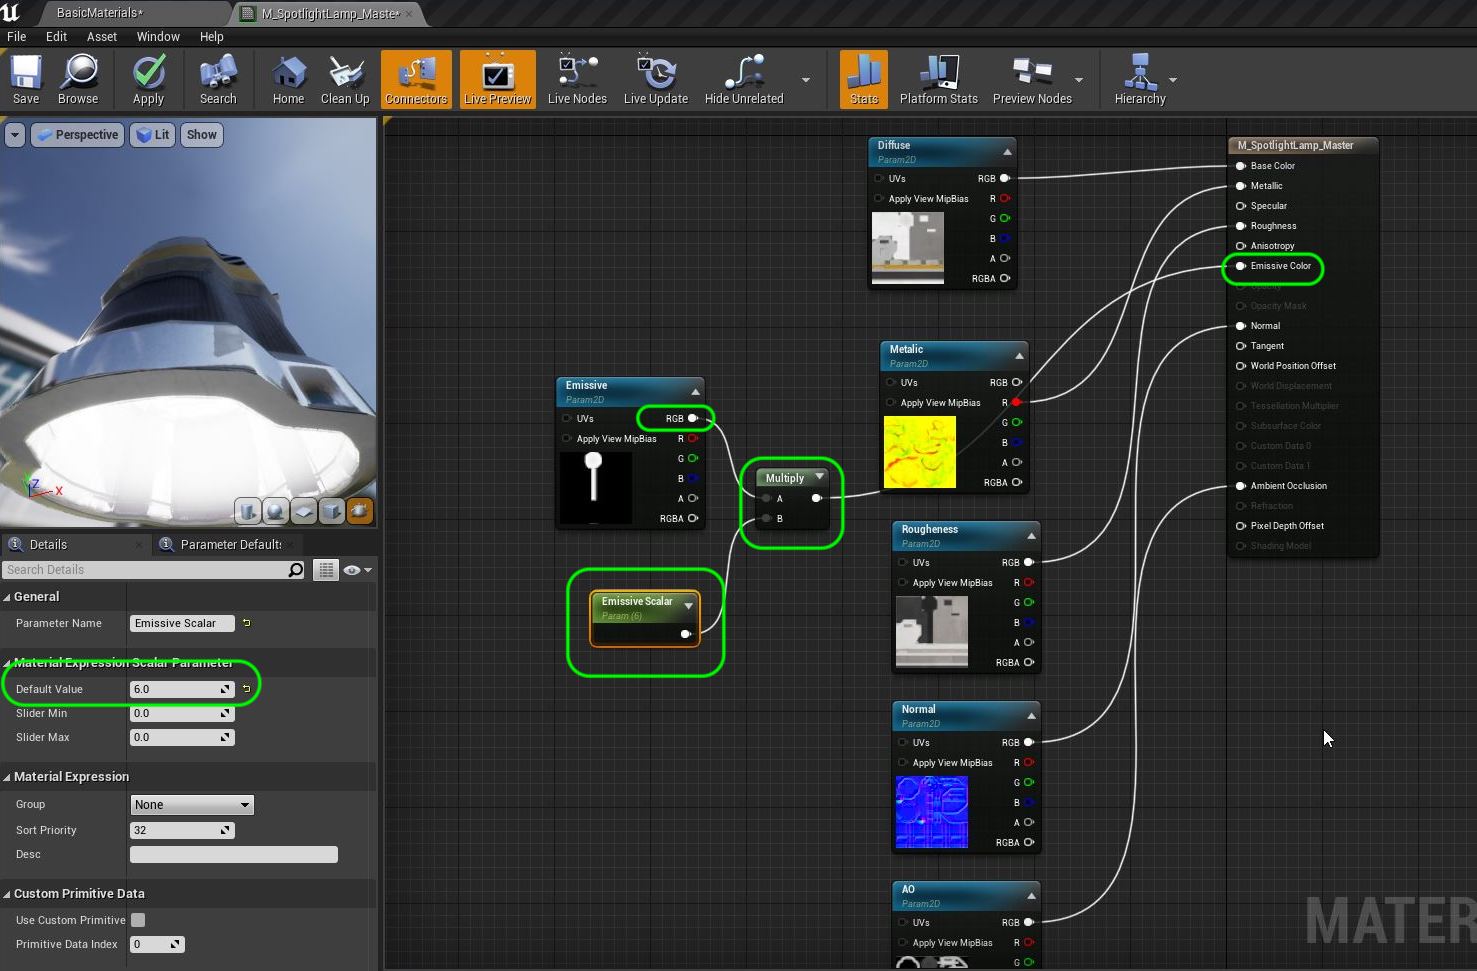 BasicMaterials*
M_SpotlightLamp_Maste*
File Edit Asset Window Help
Save Browse Apply Search Home Clean Up Connectors Live Preview Live Nodes Live Update Hide Unrelated Stats Platform Stats Preview Nodes Hierarchy
Perspective Lit Show
Z
X
Details
Parameter Default:
Search Details
General
Parameter Name Emissive Scalar
Material Expression Scalar Parameter
Default Value 6.0
Slider Min 0.0
Slider Max 0.0
Material Expression
Group None
Sort Priority 32
Desc
Custom Primitive Data
Use Custom Primitive
Primitive Data Index 0
Emissive
Param2D
UVs RGB
Apply View MipBias R
G
B
A
RGBA
Emissive Scalar
Param (6)
Multiply
A
B
Diffuse
Param2D
UVs RGB
Apply View MipBias R
G
B
A
RGBA
Metalic
Param2D
UVs RGB
Apply View MipBias R
G
B
A
RGBA
Rougheness
Param2D
UVs RGB
Apply View MipBias R
G
B
A
RGBA
Normal
Param2D
UVs RGB
Apply View MipBias R
G
B
A
RGBA
AO
Param2D
UVs RGB
Apply View MipBias R
G
M_SpotlightLamp_Master
Base Color
Metallic
Specular
Roughness
Anisotropy
Emissive Color
Opacity
Opacity Mask
Normal
Tangent
World Position Offset
World Displacement
Tessellation Multiplier
Subsurface Color
Custom Data 0
Custom Data 1
Ambient Occlusion
Refraction
Pixel Depth Offset
Shading Model
MATER